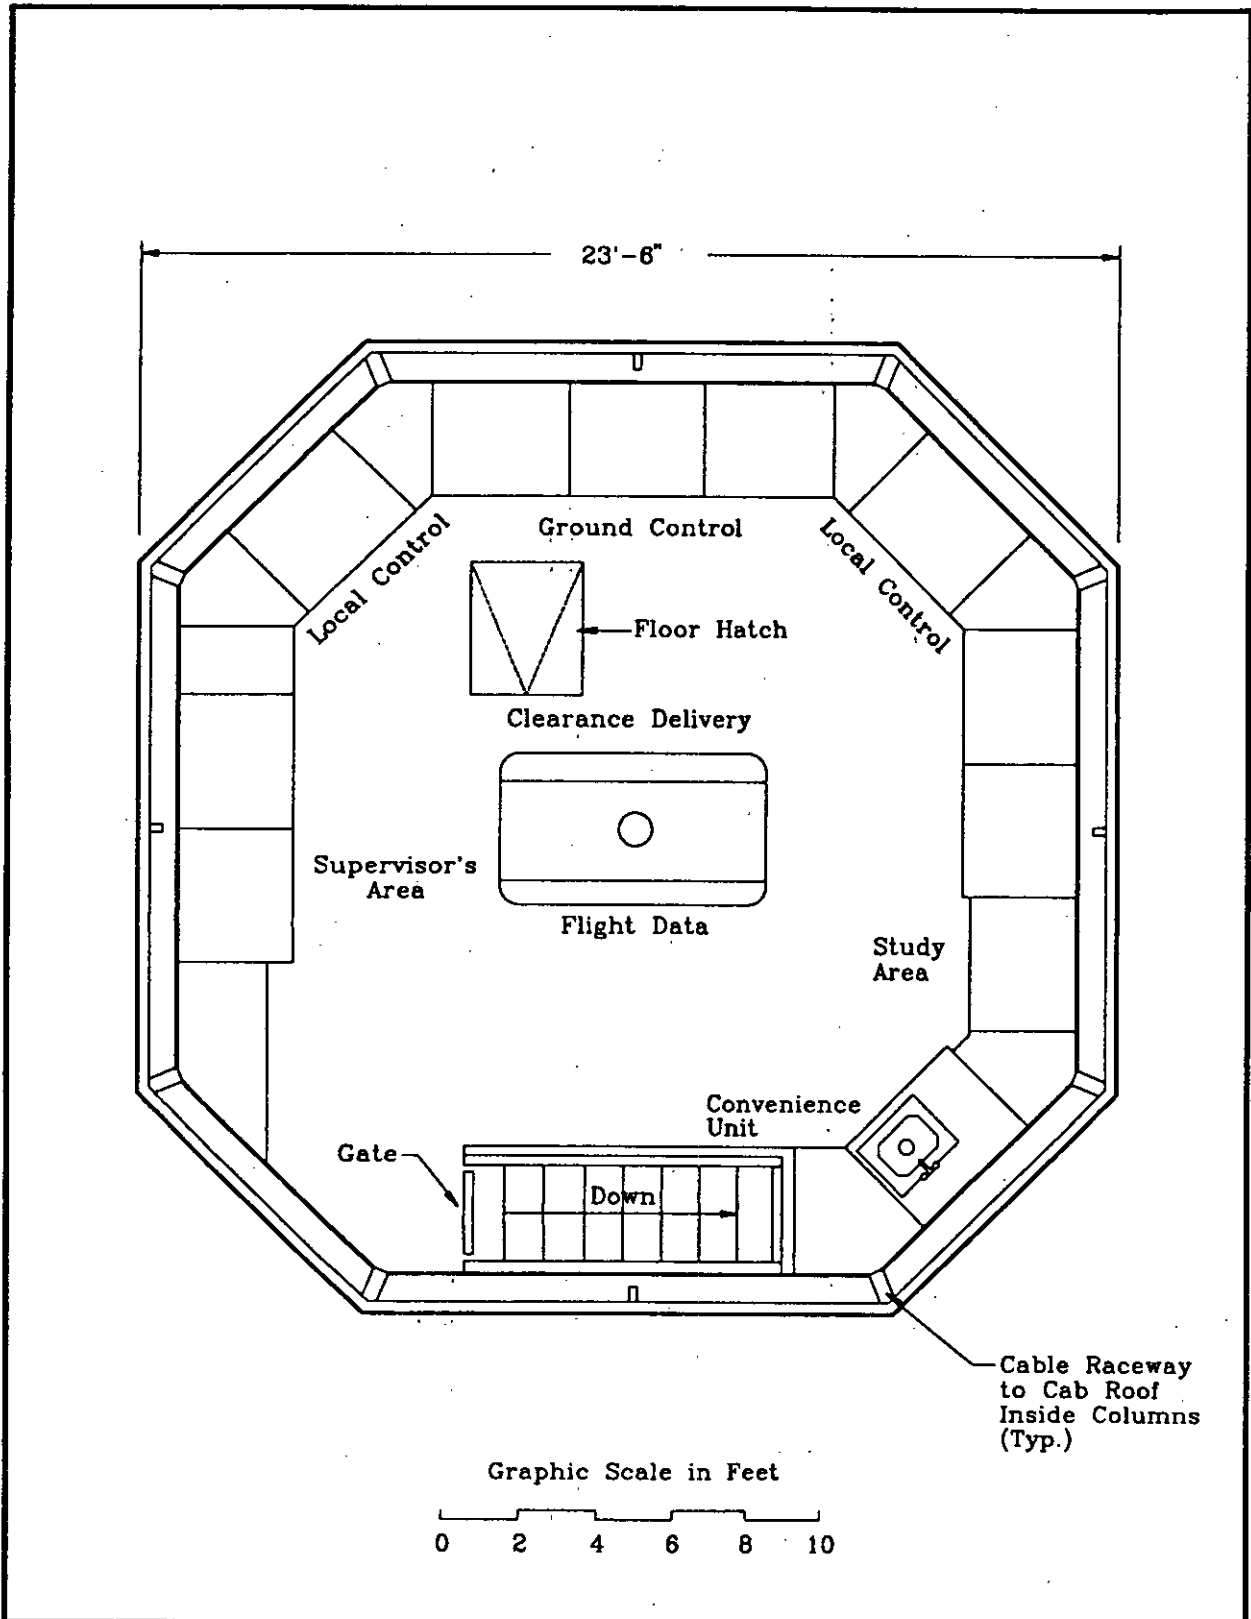 23'-6"
Ground Control
Local Control
Local Control
Floor Hatch
Clearance Delivery
Supervisor's
Area
Flight Data
Study
Area
Convenience
Unit
Gate
Down
Cable Raceway
to Cab Roof
Inside Columns
(Typ.)
Graphic Scale in Feet
0 2 4 6 8 10